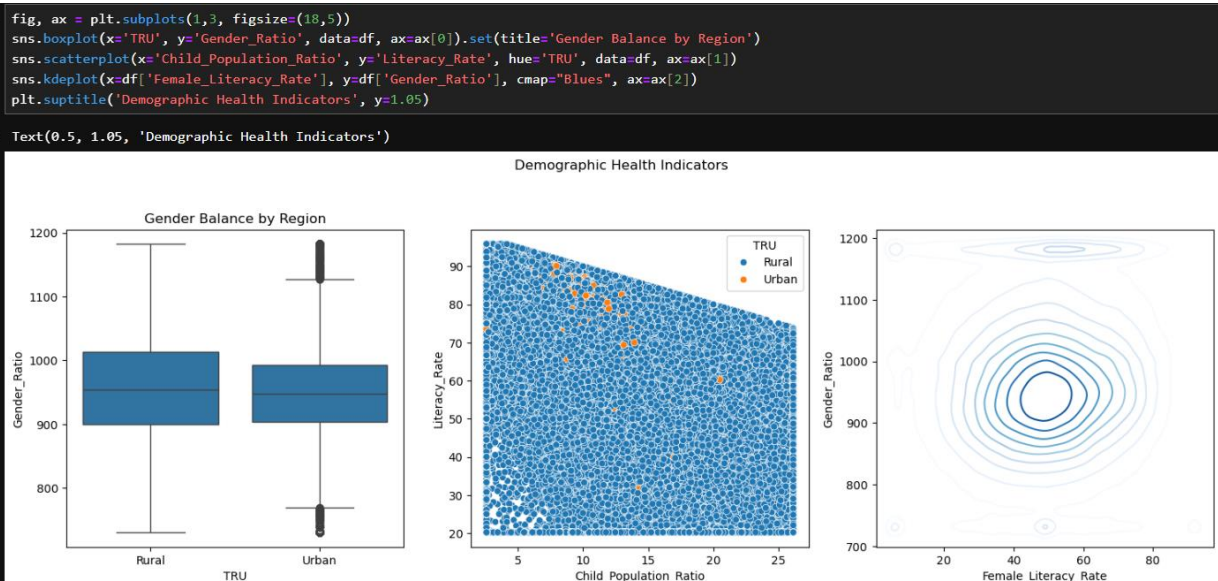 fig, ax = plt.subplots(1,3, figsize=(18,5))
sns.boxplot(x='TRU', y='Gender_Ratio', data=df, ax=ax[0]).set(title='Gender Balance by Region')
sns.scatterplot(x='Child_Population_Ratio', y='Literacy_Rate', hue='TRU', data=df, ax=ax[1])
sns.kdeplot(x=df['Female_Literacy_Rate'], y=df['Gender_Ratio'], cmap="Blues", ax=ax[2])
plt.suptitle('Demographic Health Indicators', y=1.05)
Text(0.5, 1.05, 'Demographic Health Indicators')
Demographic Health Indicators
Gender Balance by Region
1200
1100
1000
900
800
Gender_Ratio
Rural
Urban
TRU
TRU
Rural
Urban
90
80
70
60
50
40
30
20
Literacy_Rate
5
10
15
20
25
Child_Population_Ratio
1200
1100
1000
900
800
700
Gender_Ratio
20
40
60
80
Female_Literacy_Rate